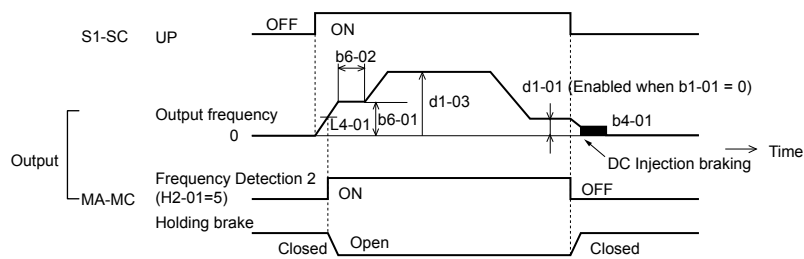 S1-SC UP OFF ON
b6-02
d1-01 (Enabled when b1-01 = 0)
d1-03
Output frequency
L4-01
b6-01
b4-01
0
Time
Output
DC Injection braking
Frequency Detection 2
MA-MC (H2-01=5) ON OFF
Holding brake
Closed Open Closed